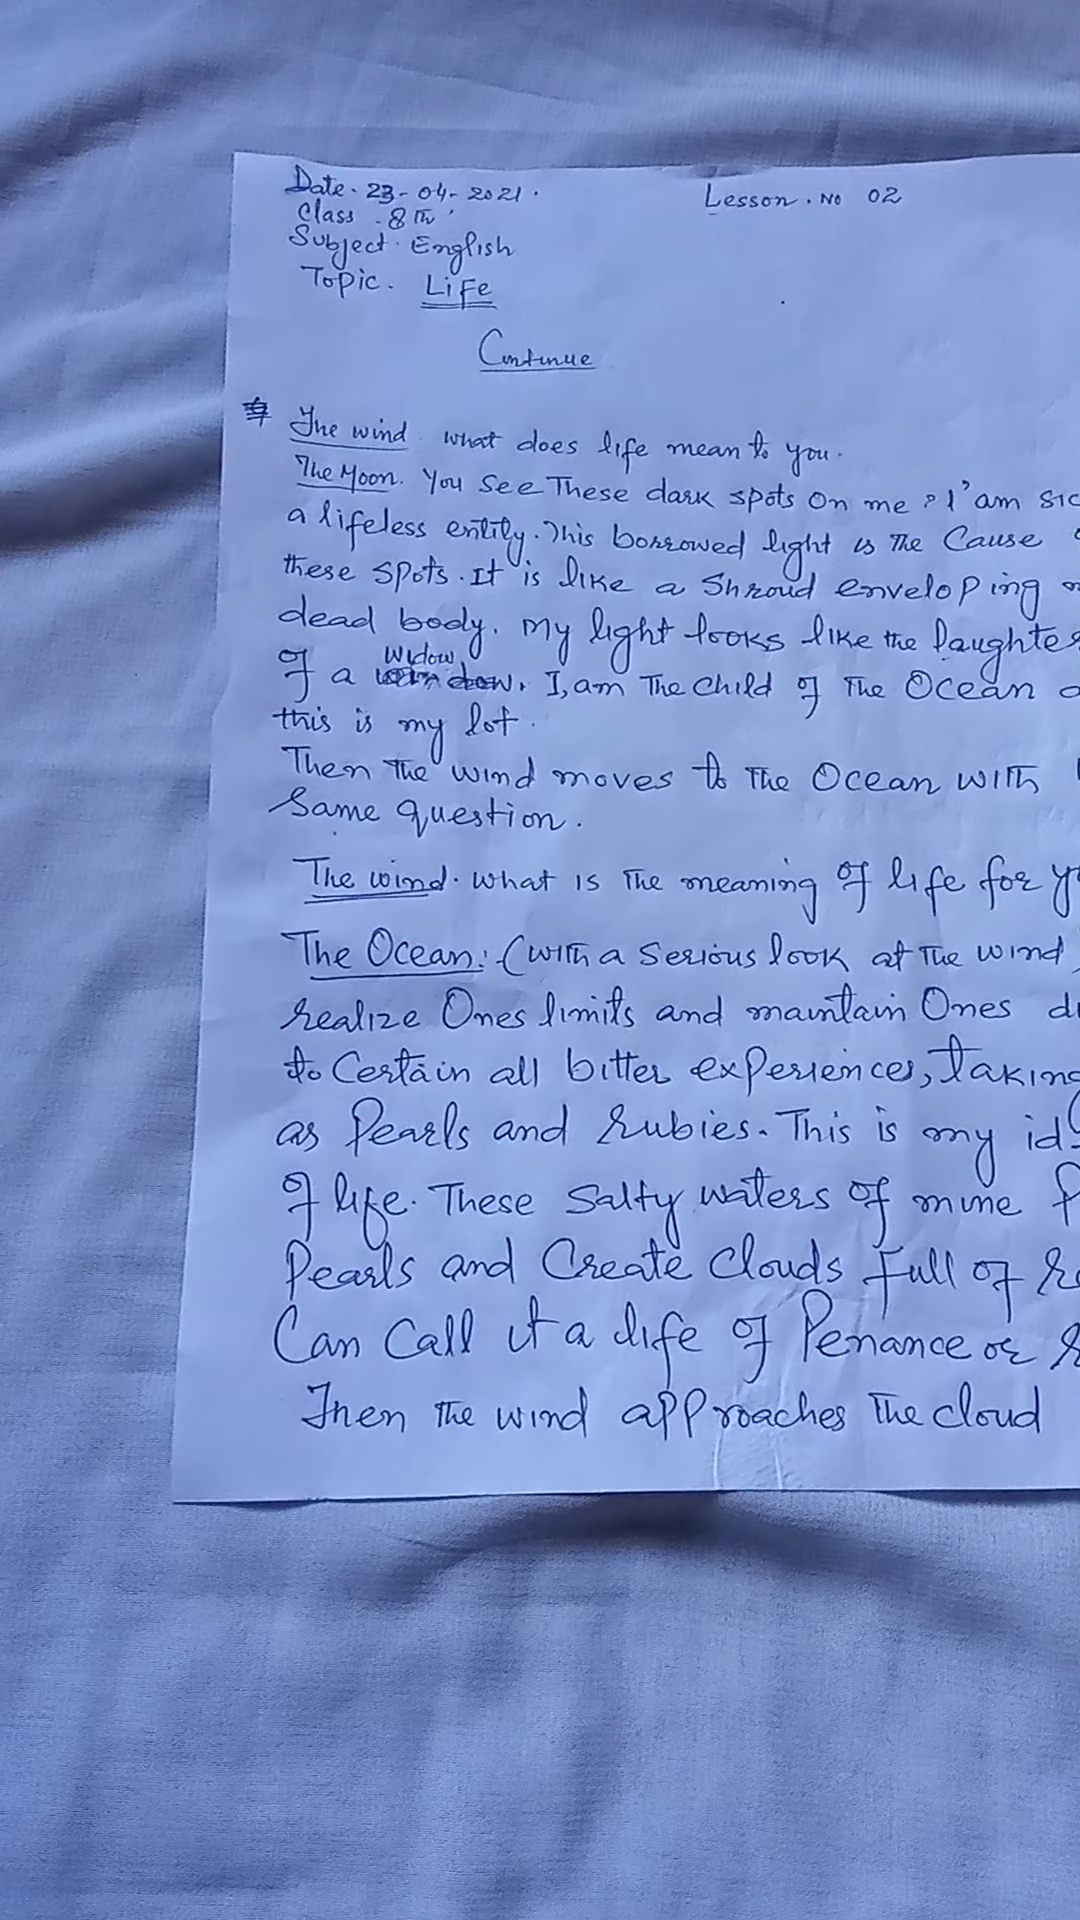 Date. 23-04-2021.
Lesson. No 02
Class. 8th
Subject. English
Topic. Life
Continue
The wind. What does life mean to you.
The Moon. You see These dark spots on me? I'am
a lifeless entity. This borrowed light is The Cause
these spots. It is like a Shroud enveloping
dead body. My light looks like the
widow
of a I, am The child of The Ocean
this is my lot.
Then The wind moves to The Ocean with
Same question.
The wind. What is The meaning of life for
The Ocean: (with a Serious look at The wind
realize Ones limits and maintain Ones
to Certain all bitter experiences, taking
as Pearls and rubies. This is my
of life. These Salty waters of mine
Pearls and Create Clouds full of
Can Call it a life of Penance or
Then The wind approaches The cloud